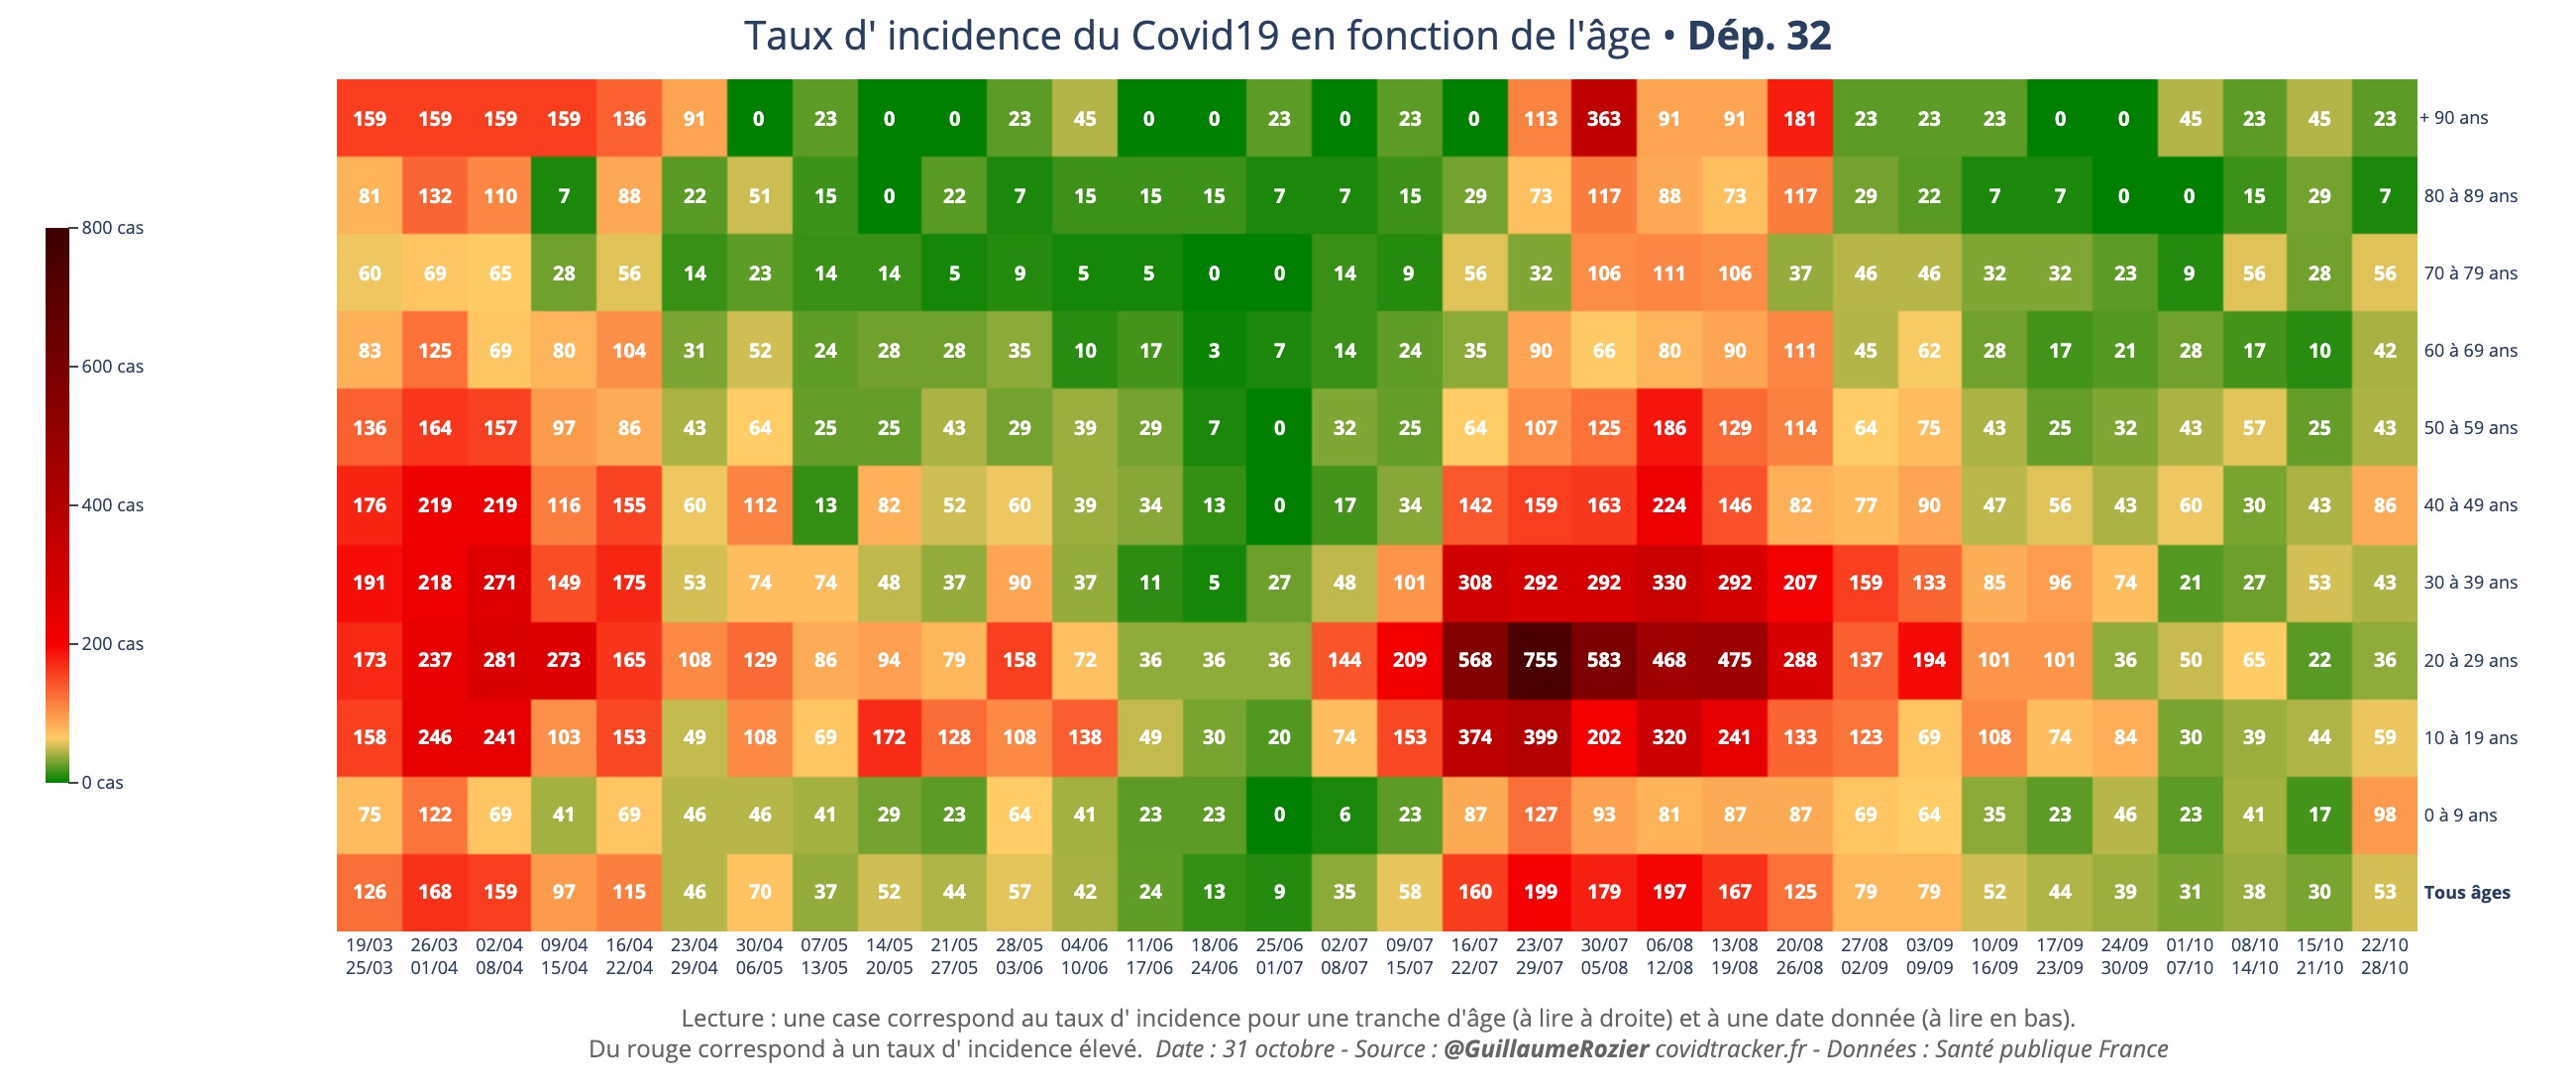 Taux d' incidence du Covid19 en fonction de l'âge • Dép. 32
800 cas
600 cas
400 cas
200 cas
0 cas
159 159 159 159 136 91 0 23 0 0 23 45 0 0 23 0 23 0 113 363 91 91 181 23 23 23 0 0 45 23 45 23 + 90 ans
81 132 110 7 88 22 51 15 0 22 7 15 15 15 7 7 15 29 73 117 88 73 117 29 22 7 7 0 0 15 29 7 80 à 89 ans
60 69 65 28 56 14 23 14 14 5 9 5 5 0 0 14 9 56 32 106 111 106 37 46 46 32 32 23 9 56 28 56 70 à 79 ans
83 125 69 80 104 31 52 24 28 28 35 10 17 3 7 14 24 35 90 66 80 90 111 45 62 28 17 21 28 17 10 42 60 à 69 ans
136 164 157 97 86 43 64 25 25 43 29 39 29 7 0 32 25 64 107 125 186 129 114 64 75 43 25 32 43 57 25 43 50 à 59 ans
176 219 219 116 155 60 112 13 82 52 60 39 34 13 0 17 34 142 159 163 224 146 82 77 90 47 56 43 60 30 43 86 40 à 49 ans
191 218 271 149 175 53 74 74 48 37 90 37 11 5 27 48 101 308 292 292 330 292 207 159 133 85 96 74 21 27 53 43 30 à 39 ans
173 237 281 273 165 108 129 86 94 79 158 72 36 36 36 144 209 568 755 583 468 475 288 137 194 101 101 36 50 65 22 36 20 à 29 ans
158 246 241 103 153 49 108 69 172 128 108 138 49 30 20 74 153 374 399 202 320 241 133 123 69 108 74 84 30 39 44 59 10 à 19 ans
75 122 69 41 69 46 46 41 29 23 64 41 23 23 0 6 23 87 127 93 81 87 87 69 64 35 23 46 23 41 17 98 0 à 9 ans
126 168 159 97 115 46 70 37 52 44 57 42 24 13 9 35 58 160 199 179 197 167 125 79 79 52 44 39 31 38 30 53 Tous âges
19/03 26/03 02/04 09/04 16/04 23/04 30/04 07/05 14/05 21/05 28/05 04/06 11/06 18/06 25/06 02/07 09/07 16/07 23/07 30/07 06/08 13/08 20/08 27/08 03/09 10/09 17/09 24/09 01/10 08/10 15/10 22/10
25/03 01/04 08/04 15/04 22/04 29/04 06/05 13/05 20/05 27/05 03/06 10/06 17/06 24/06 01/07 08/07 15/07 22/07 29/07 05/08 12/08 19/08 26/08 02/09 09/09 16/09 23/09 30/09 07/10 14/10 21/10 28/10
Lecture : une case correspond au taux d' incidence pour une tranche d'âge (à lire à droite) et à une date donnée (à lire en bas).
Du rouge correspond à un taux d' incidence élevé. Date : 31 octobre - Source : @GuillaumeRozier covidtracker.fr - Données : Santé publique France